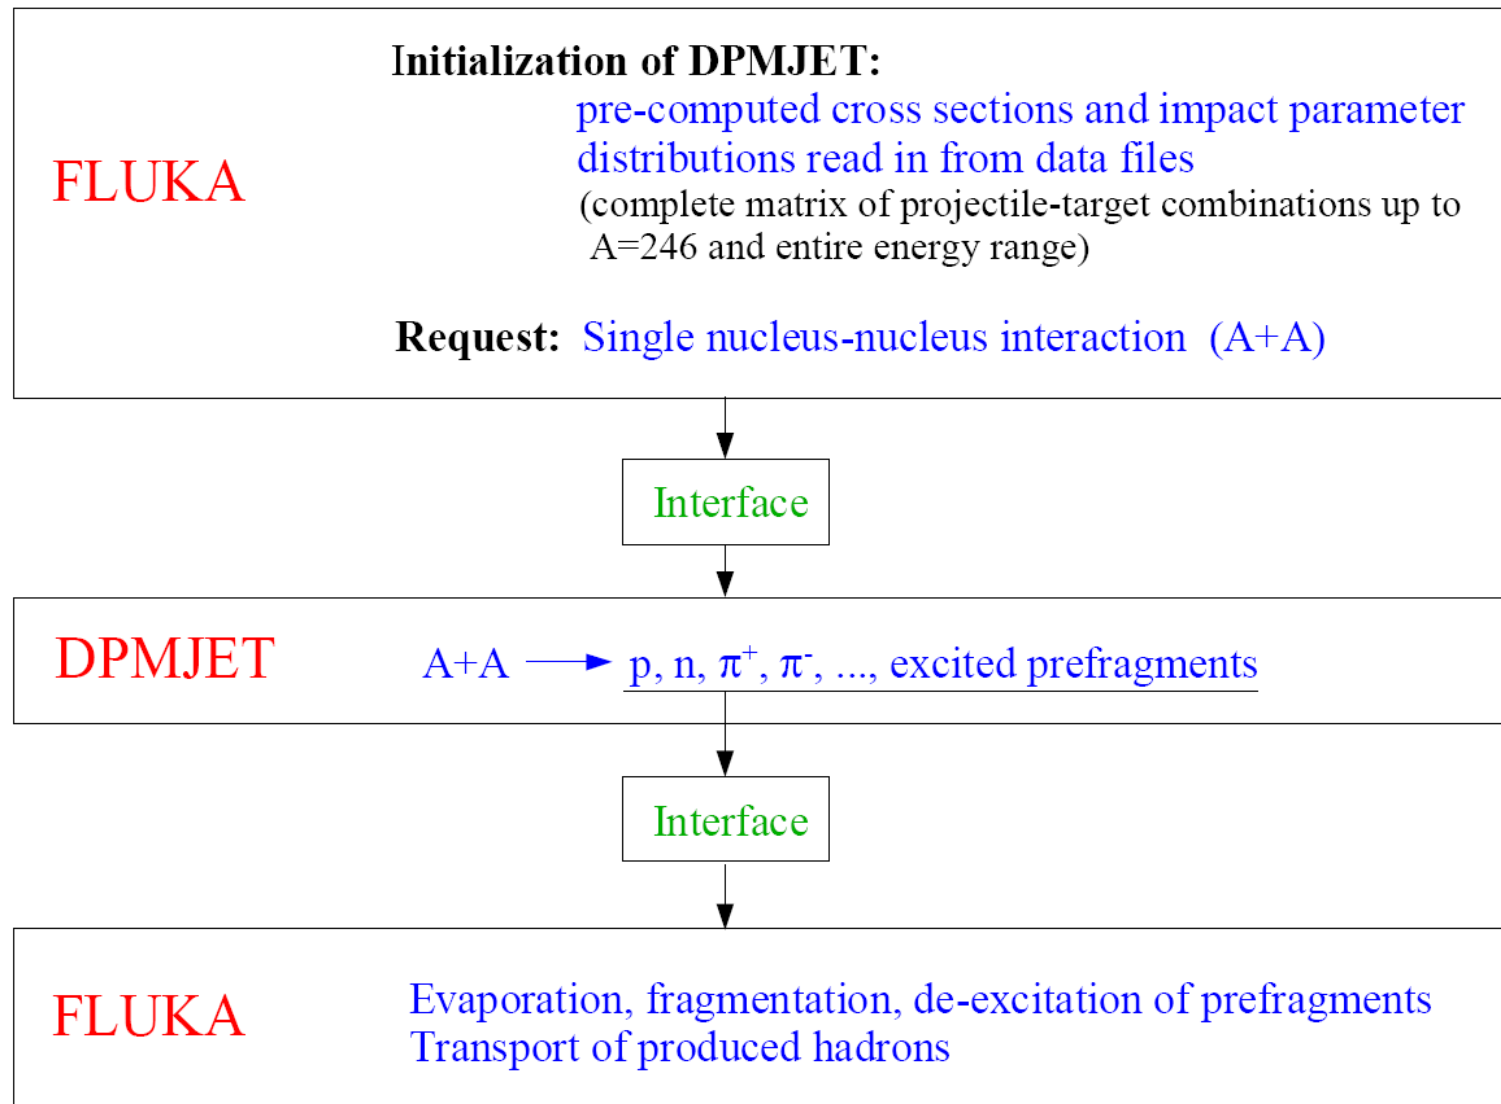 Initialization of DPMJET:
pre-computed cross sections and impact parameter
distributions read in from data files
FLUKA
(complete matrix of projectile-target combinations up to
A=246 and entire energy range)
Request: Single nucleus-nucleus interaction (A+A)
Interface
DPMJET A+A → p, n, π⁺, π⁻, ..., excited prefragments
Interface
FLUKA
Evaporation, fragmentation, de-excitation of prefragments
Transport of produced hadrons